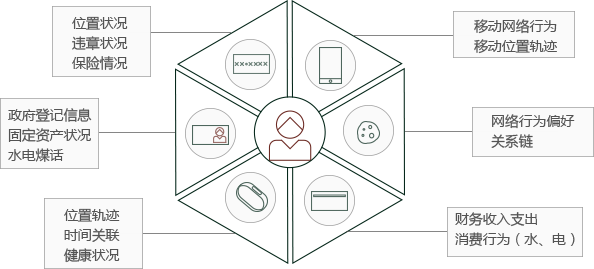 位置状况
违章状况
保险情况
移动网络行为
移动位置轨迹
××•××××
政府登记信息
固定资产状况
水电煤话
网络行为偏好
关系链
位置轨迹
时间关联
健康状况
财务收入支出
消费行为（水、电）